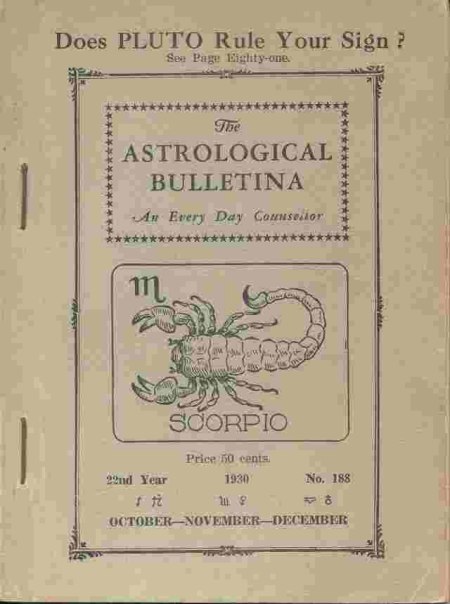 Does PLUTO Rule Your Sign?
See Page Eighty-one.
The
ASTROLOGICAL
BULLETINA
An Every Day Counsellor
♏
SCORPIO
Price 50 cents.
22nd Year 1930 No. 188
OCTOBER—NOVEMBER—DECEMBER